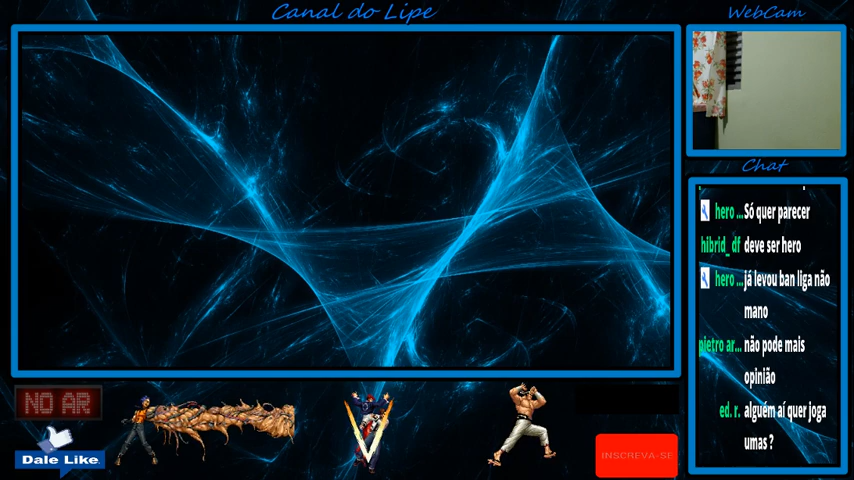 Canal do Lipe
WebCam
Chat
hero ... Só quer parecer
hibrid_df deve ser hero
hero ... já levou ban liga não
mano
pietro ar... não pode mais
opinião
ed. r. alguém aí quer joga
umas ?
NO AR
Dale Like.
INSCREVA-SE